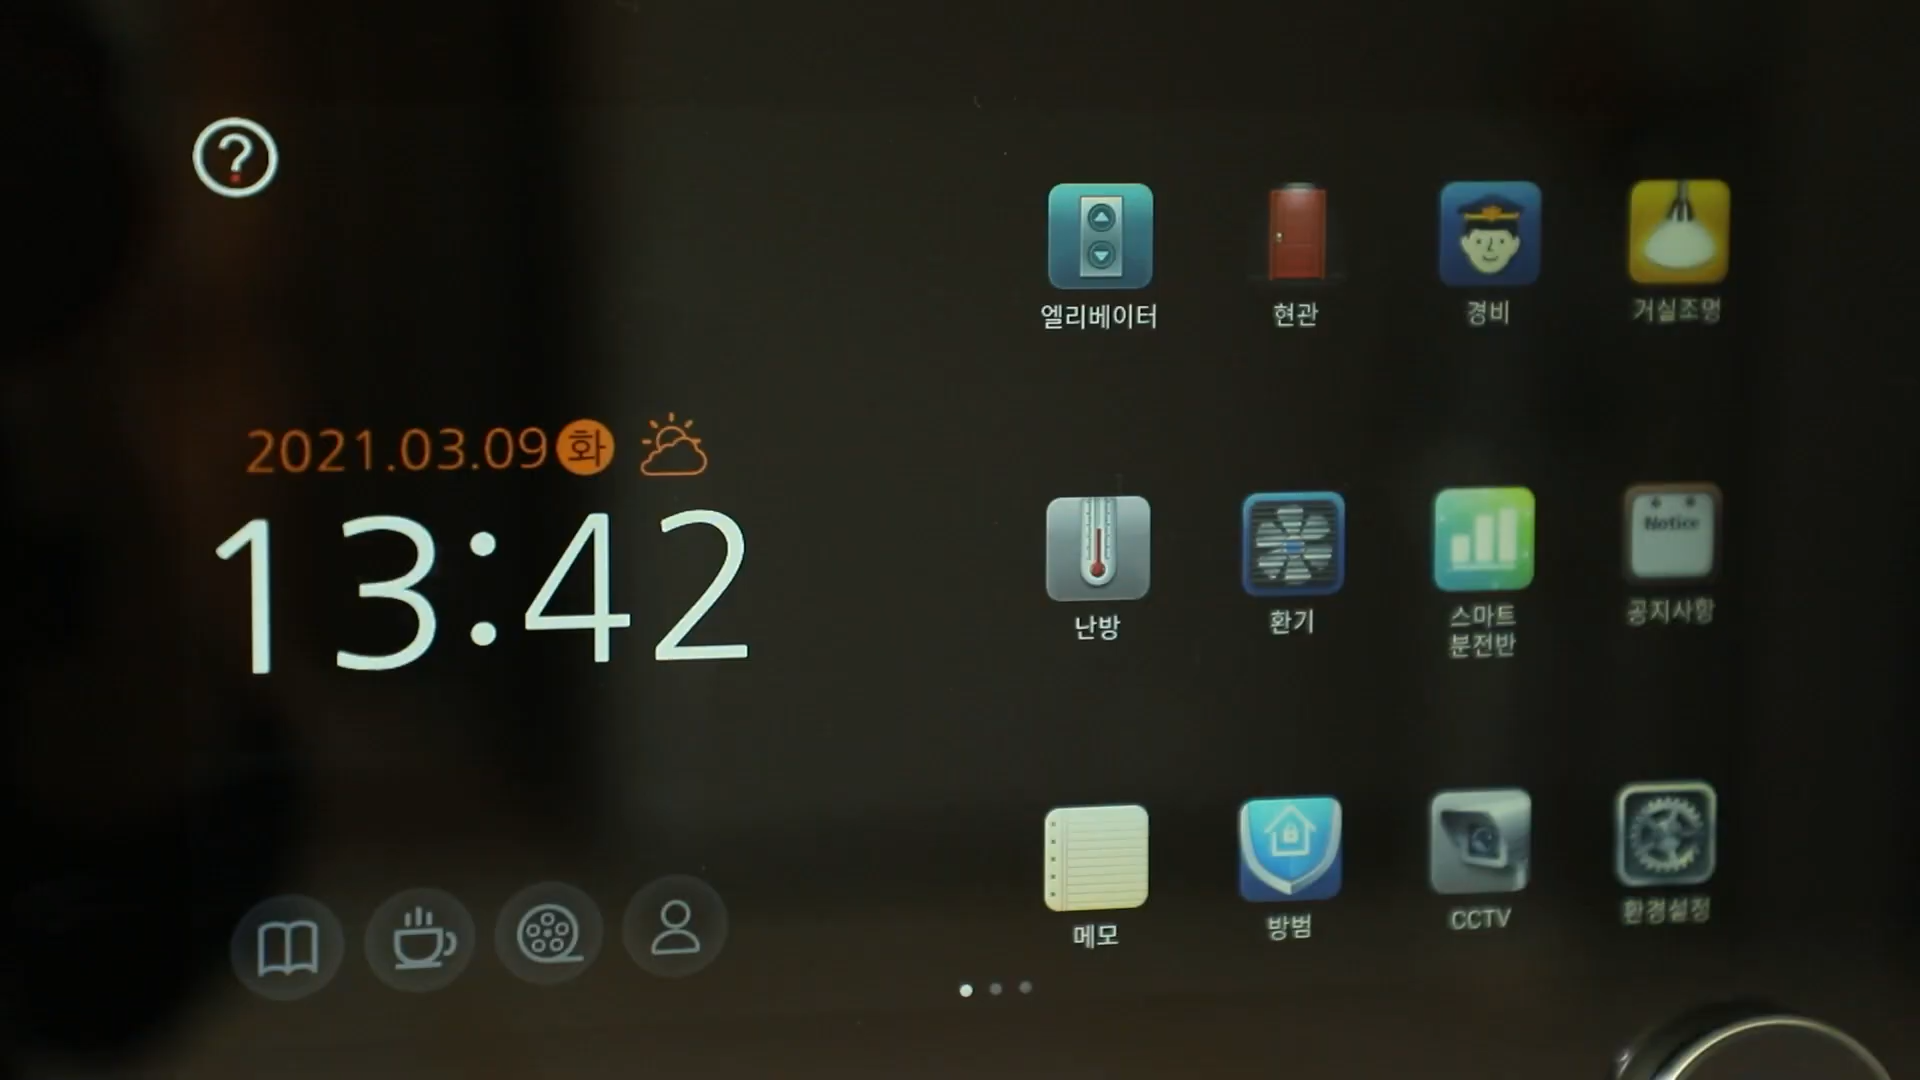 ?
2021.03.09 화
13:42
엘리베이터
현관
경비
거실조명
난방
환기
스마트
분전반
Notice
공지사항
메모
방범
CCTV
환경설정